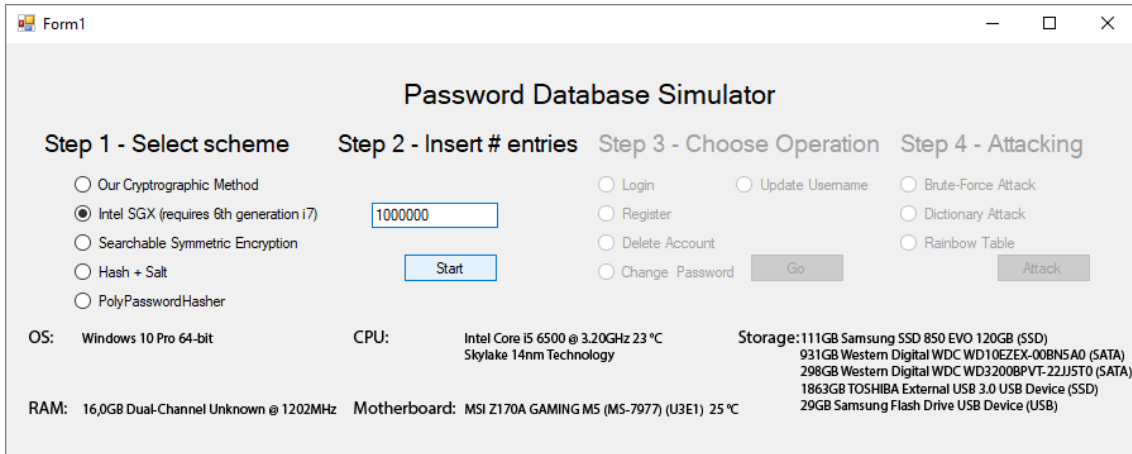 Form1
Password Database Simulator
Step 1 - Select scheme
Our Cryptographic Method
Intel SGX (requires 6th generation i7)
Searchable Symmetric Encryption
Hash + Salt
PolyPasswordHasher
Step 2 - Insert # entries
1000000
Start
Step 3 - Choose Operation
Login
Update Username
Register
Delete Account
Change Password
Go
Step 4 - Attacking
Brute-Force Attack
Dictionary Attack
Rainbow Table
Attack
OS: Windows 10 Pro 64-bit
CPU: Intel Core i5 6500 @ 3.20GHz 23 °C
Skylake 14nm Technology
Storage: 111GB Samsung SSD 850 EVO 120GB (SSD)
931GB Western Digital WDC WD10EZEX-00BN5A0 (SATA)
298GB Western Digital WDC WD3200BPVT-22JJ5T0 (SATA)
1863GB TOSHIBA External USB 3.0 USB Device (SSD)
29GB Samsung Flash Drive USB Device (USB)
RAM: 16,0GB Dual-Channel Unknown @ 1202MHz
Motherboard: MSI Z170A GAMING M5 (MS-7977) (U3E1) 25 °C